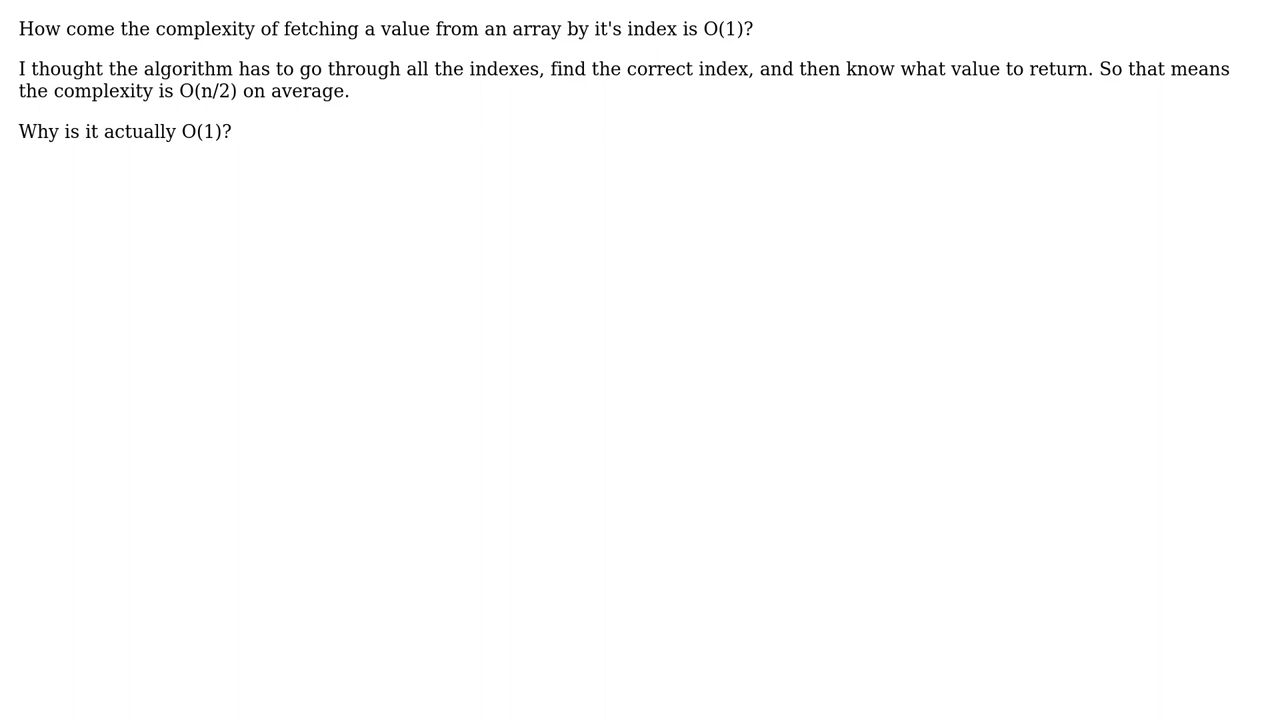 How come the complexity of fetching a value from an array by it's index is O(1)?
I thought the algorithm has to go through all the indexes, find the correct index, and then know what value to return. So that means
the complexity is O(n/2) on average.
Why is it actually O(1)?